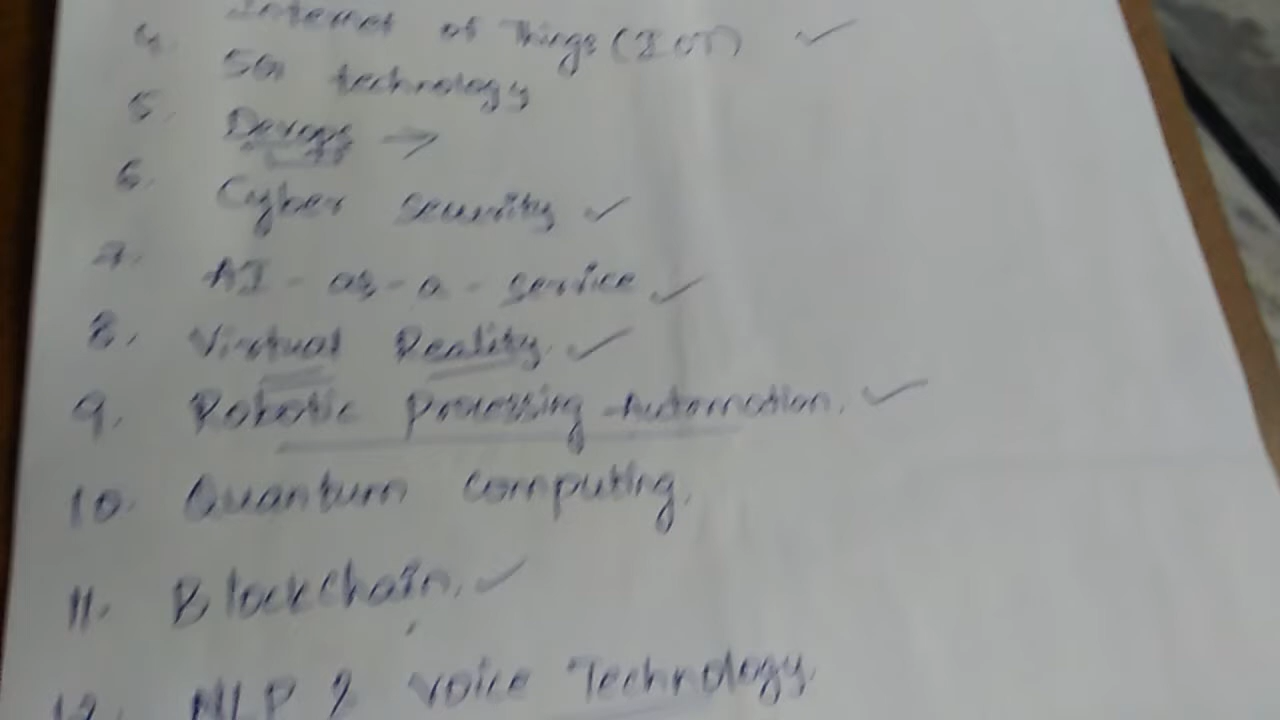 Internet of Things (IOT) ✓
4. 5G technology
5. Devops →
6. Cyber security ✓
7. AI - as - a - service ✓
8. Virtual Reality. ✓
9. Robotic processing Automation. ✓
10. Quantum computing.
11. Blockchain. ✓
12. NLP & Voice Technology.